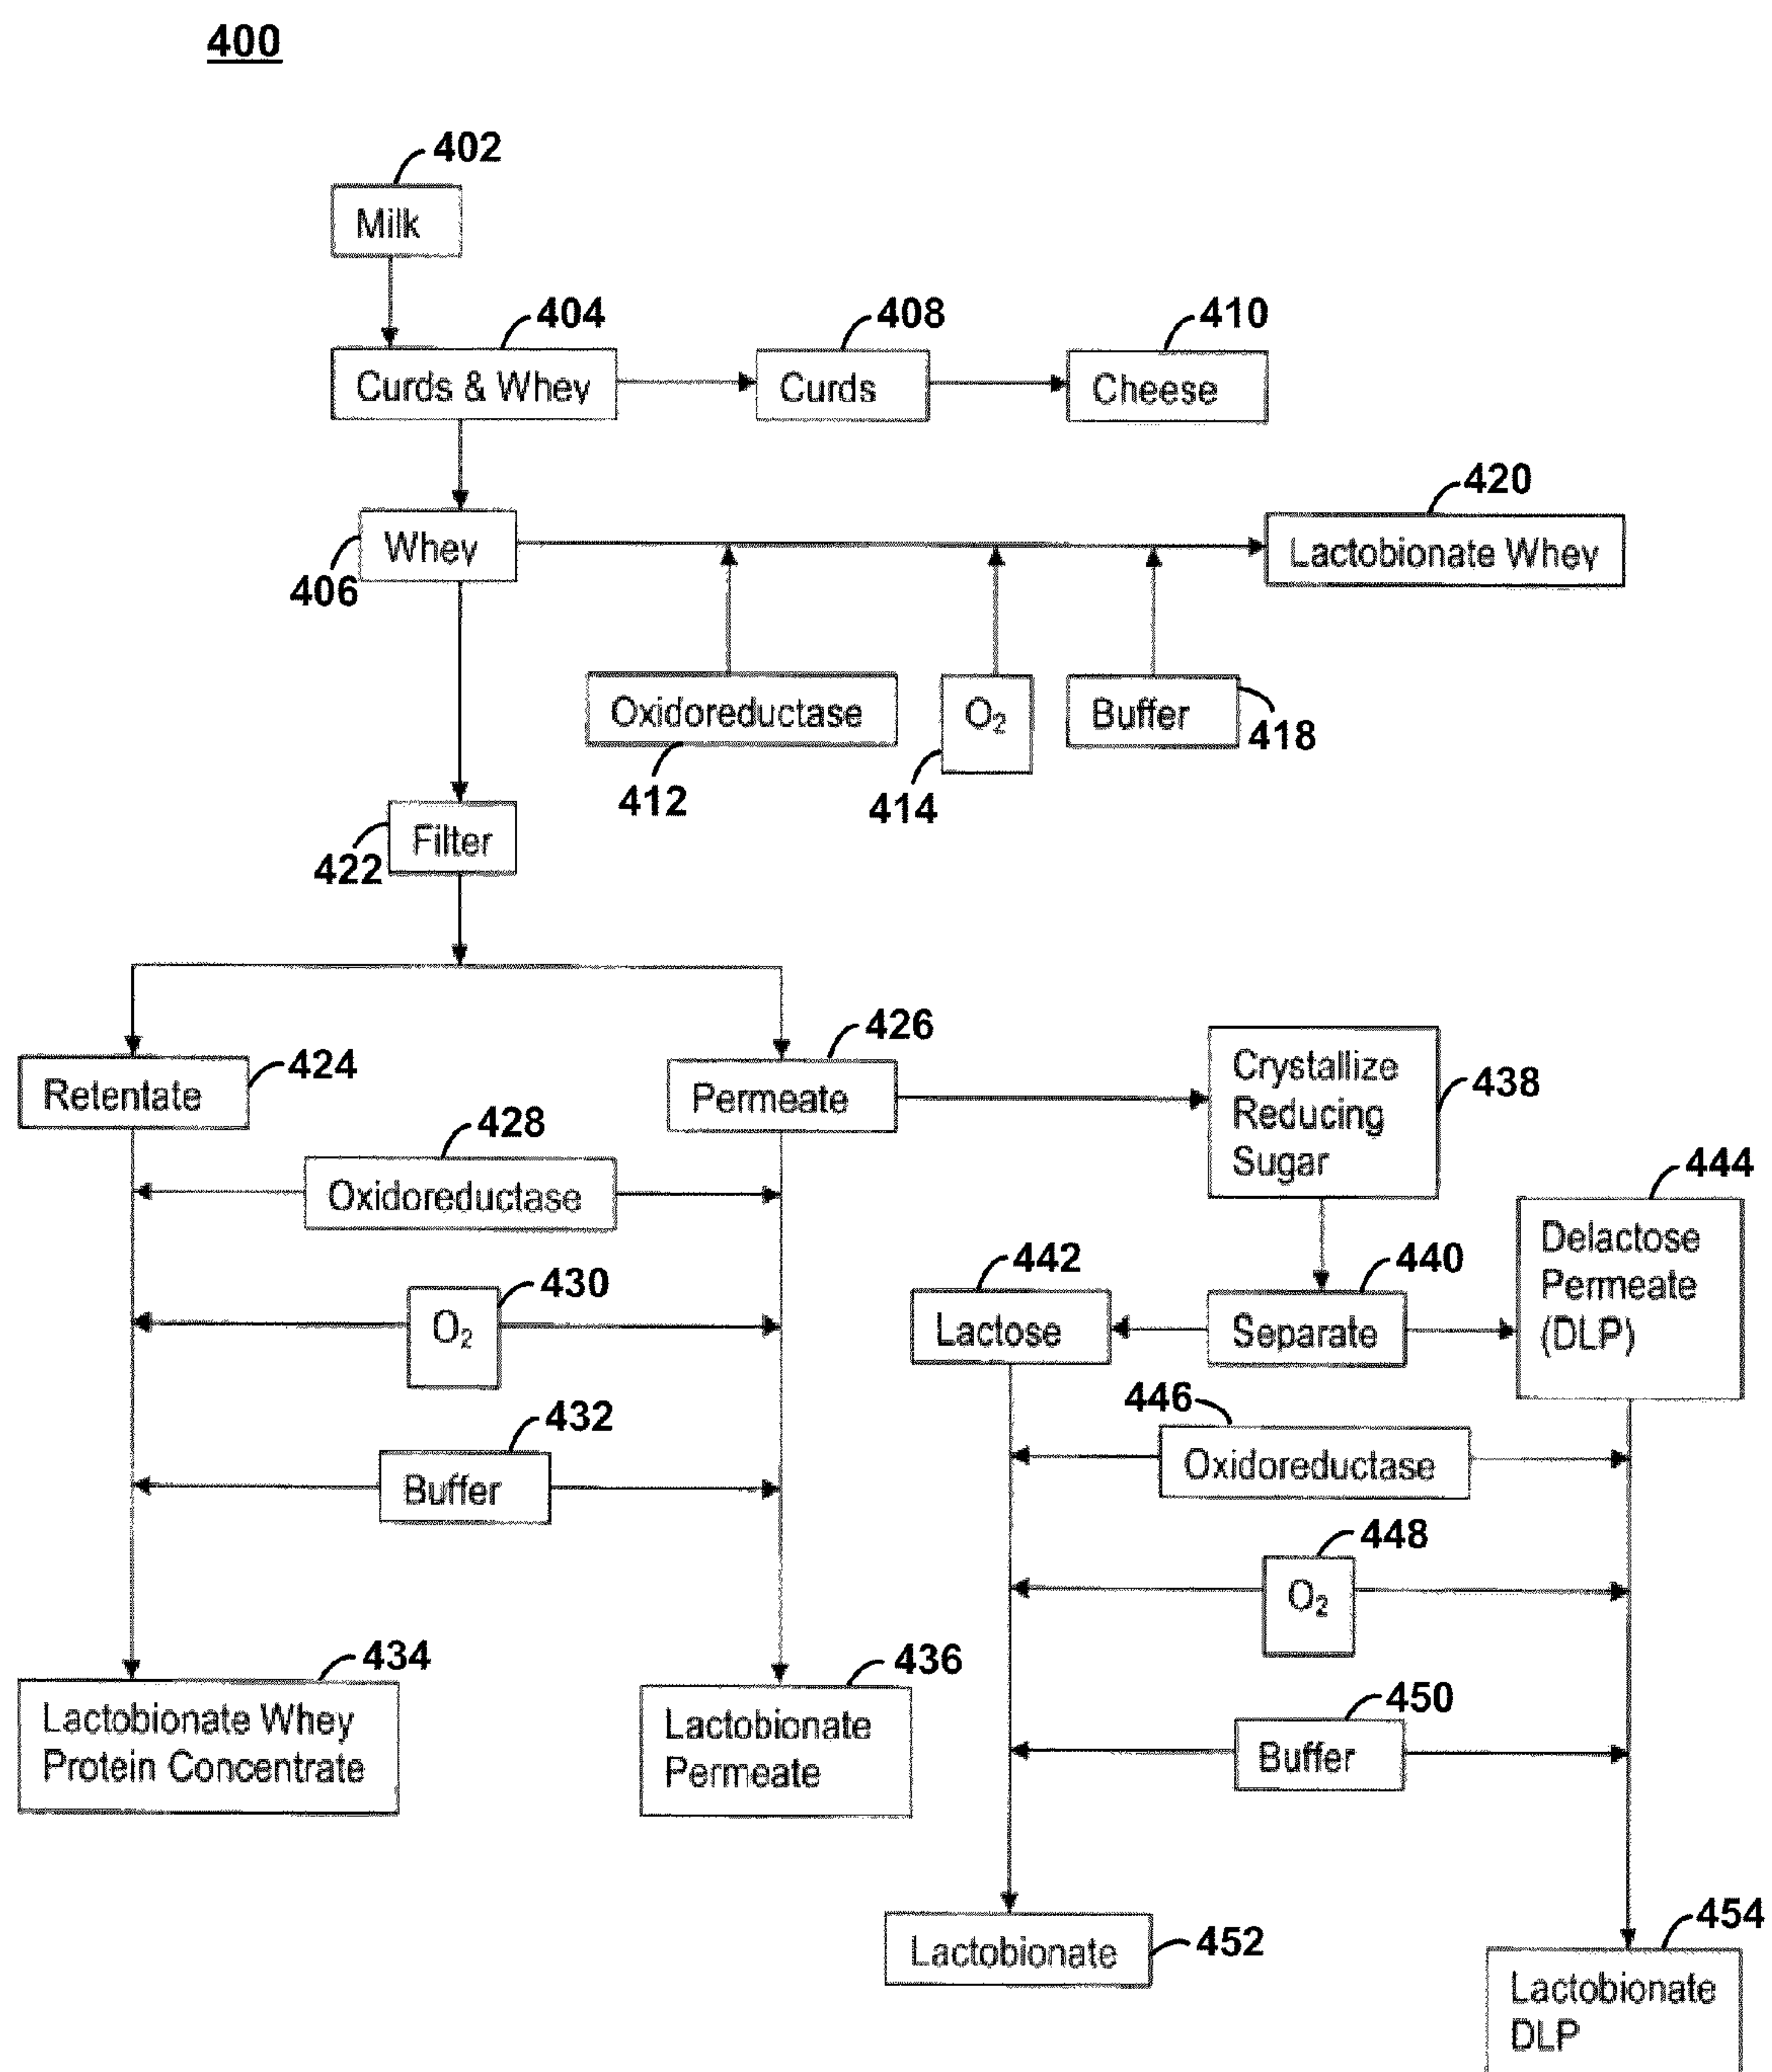 400
402
Milk
404
408
410
Curds & Whey
Curds
Cheese
420
Whey
Lactobionate Whey
406
Oxidoreductase
O₂
Buffer
418
412
414
Filter
422
426
424
Retentate
Permeate
Crystallize
Reducing
Sugar
438
428
Oxidoreductase
444
Delactose
Permeate
(DLP)
442
440
430
O₂
Lactose
Separate
446
432
Buffer
Oxidoreductase
448
O₂
434
436
450
Lactobionate Whey
Protein Concentrate
Lactobionate
Permeate
Buffer
454
Lactobionate
452
Lactobionate
DLP